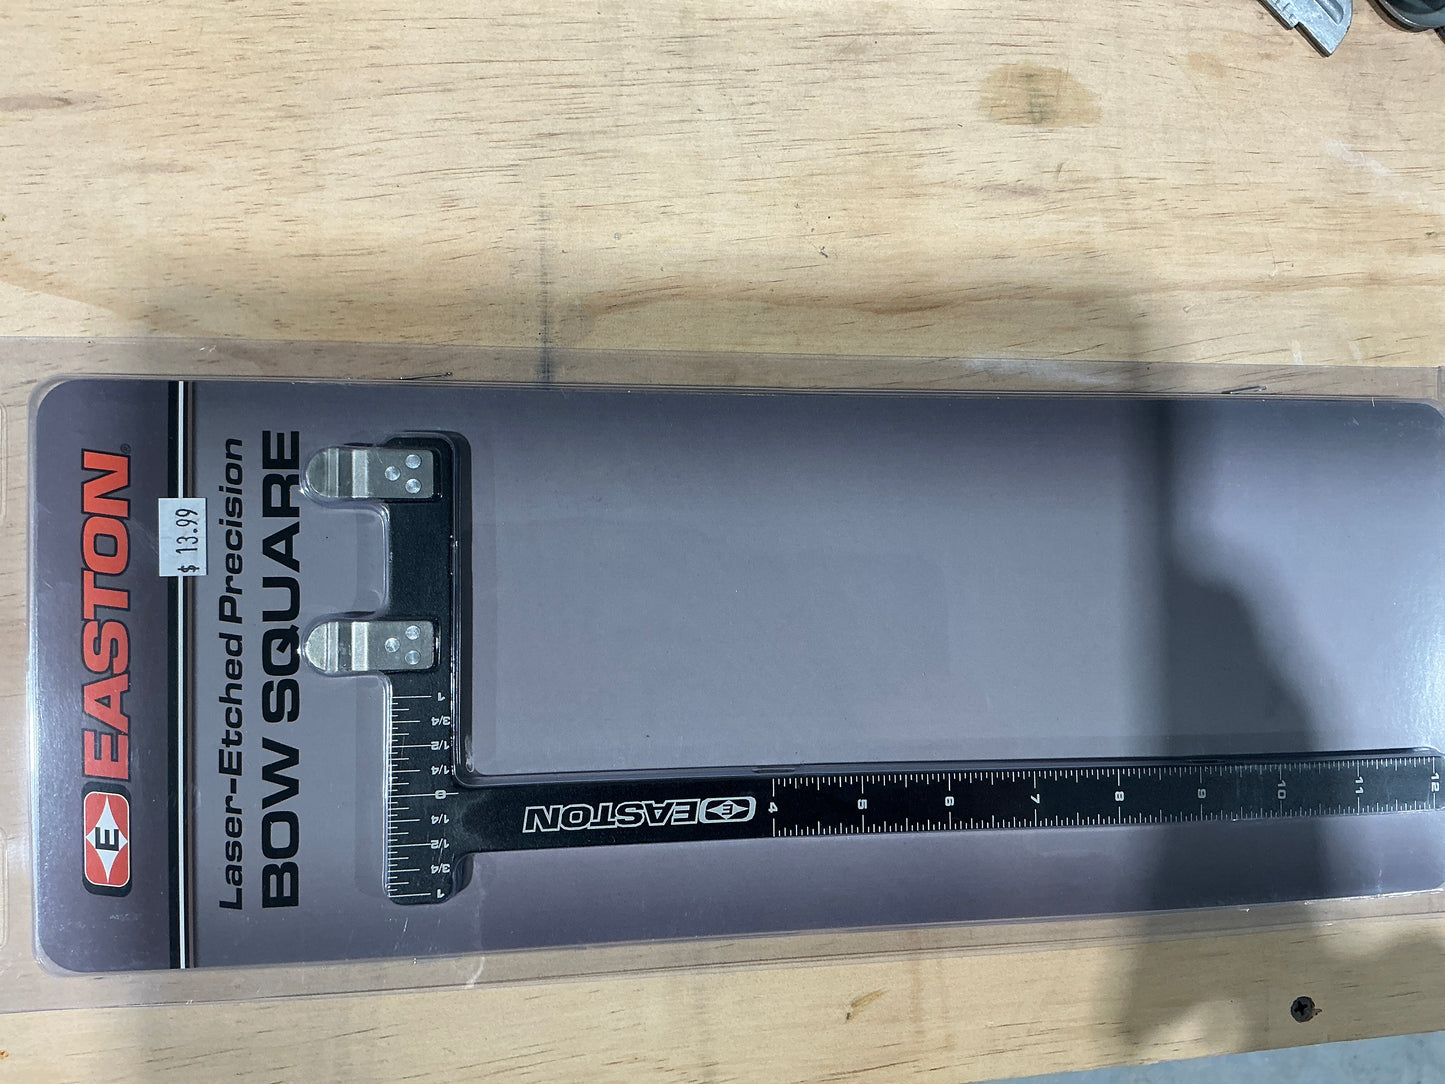 E EASTON®
$ 13.99
Laser-Etched Precision
BOW SQUARE
1
3/4
1/2
1/4
0
1/4
1/2
3/4
1
EASTON E
4 5 6 7 8 9 10 11 12